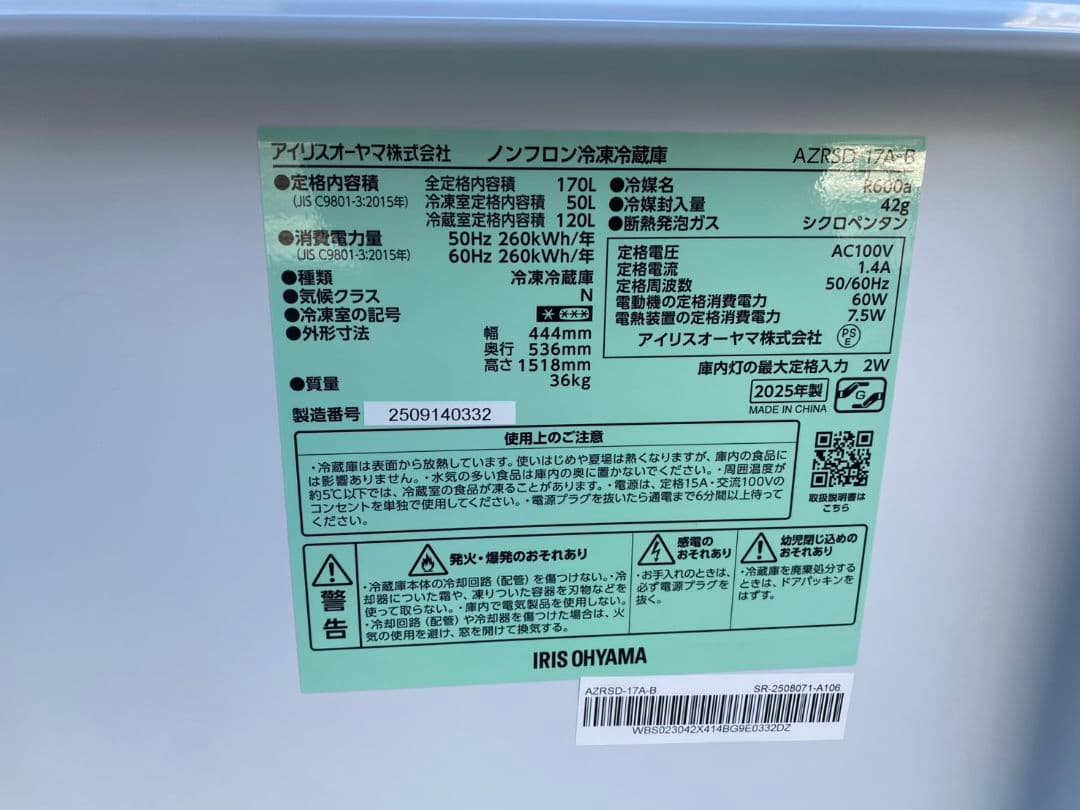 アイリスオーヤマ株式会社 ノンフロン冷凍冷蔵庫 AZRSD-17A-B
●定格内容積 全定格内容積 170L
(JIS C9801-3:2015年) 冷凍室定格内容積 50L
冷蔵室定格内容積 120L
●消費電力量 50Hz 260kWh/年
(JIS C9801-3:2015年) 60Hz 260kWh/年
●種類 冷凍冷蔵庫
●気候クラス N
●冷凍室の記号 * ***
●外形寸法 幅 444mm
奥行 536mm
高さ 1518mm
●質量 36kg
製造番号 2509140332
●冷媒名 R600a
●冷媒封入量 42g
●断熱発泡ガス シクロペンタン
定格電圧 AC100V
定格電流 1.4A
定格周波数 50/60Hz
電動機の定格消費電力 60W
電熱装置の定格消費電力 7.5W
アイリスオーヤマ株式会社 PS E
庫内灯の最大定格入力 2W
2025年製 G
MADE IN CHINA
使用上のご注意
・冷蔵庫は表面から放熱しています。使いはじめや夏場は熱くなりますが、庫内の食品に
は影響ありません。・水気の多い食品は庫内の奥に置かないでください。・周囲温度が
約5℃以下では、冷蔵室の食品が凍ることがあります。・電源は、定格15A・交流100Vの
コンセントを単独で使用してください。・電源プラグを抜いたら通電まで6分間以上待って
ください。
取扱説明書は
こちら
警告
発火・爆発のおそれあり
・冷蔵庫本体の冷却回路（配管）を傷つけない。・冷
却器についた霜や、凍りついた容器を刃物などを
使って取らない。・庫内で電気製品を使用しない。
・冷却回路（配管）や冷却器を傷つけた場合は、火
気の使用を避け、窓を開けて換気する。
感電の
おそれあり
・お手入れのときは、
必ず電源プラグを
抜く。
幼児閉じ込めの
おそれあり
・冷蔵庫を廃棄処分する
ときは、ドアパッキンを
はずす。
IRIS OHYAMA
AZRSD-17A-B SR-2508071-A106
WBS023042X414BG9E0332DZ